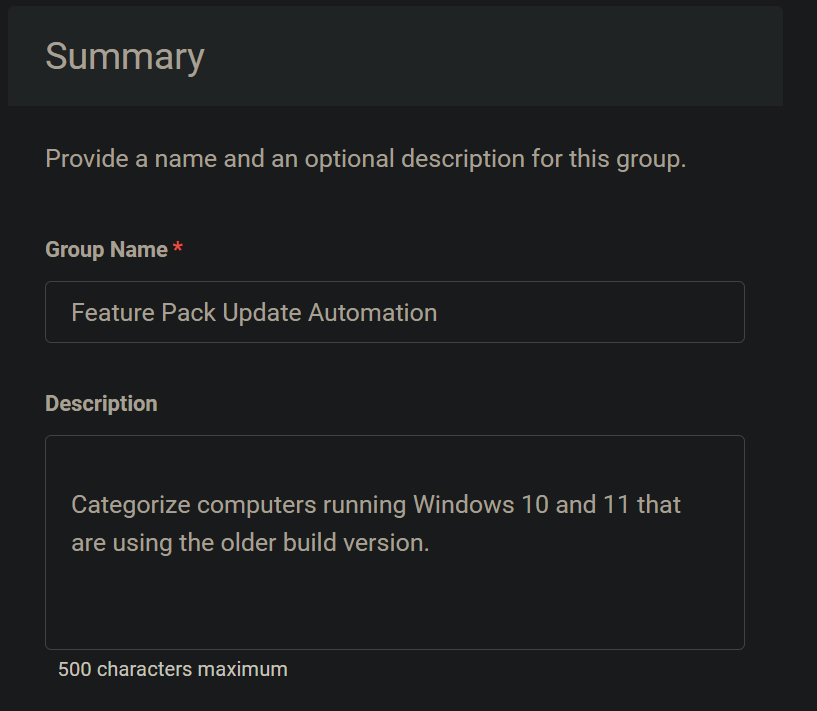 Summary
Provide a name and an optional description for this group.
Group Name *
Feature Pack Update Automation
Description
Categorize computers running Windows 10 and 11 that
are using the older build version.
500 characters maximum